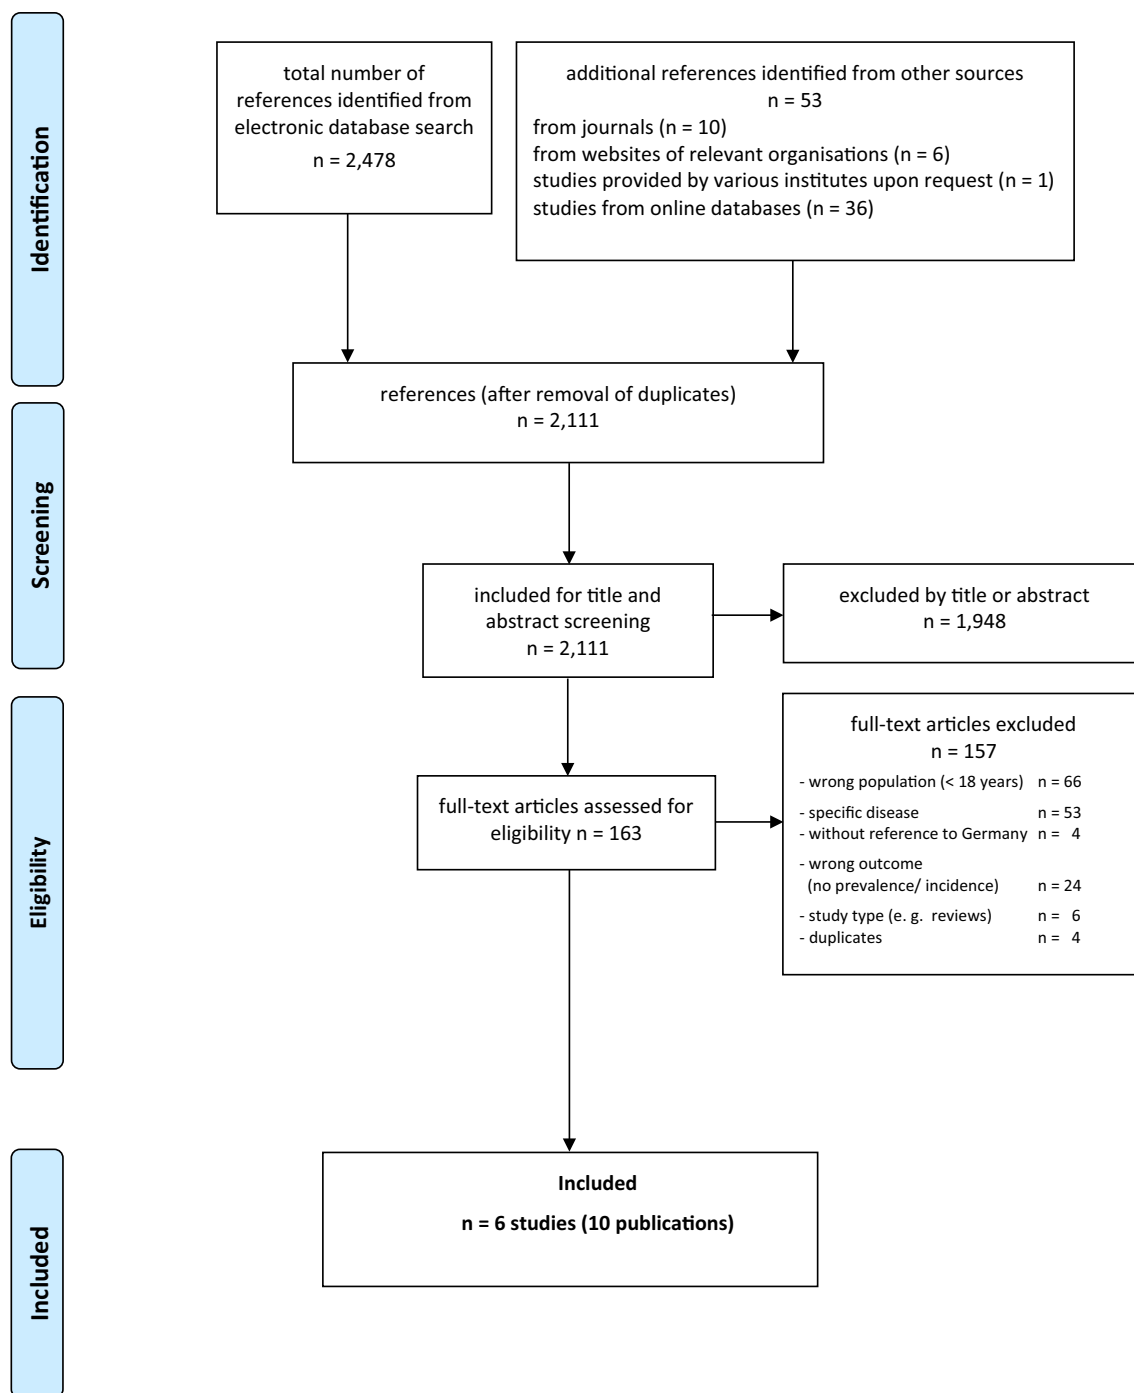 Identification
total number of
references identified from
electronic database search
n = 2,478
additional references identified from other sources
n = 53
from journals (n = 10)
from websites of relevant organisations (n = 6)
studies provided by various institutes upon request (n = 1)
studies from online databases (n = 36)
references (after removal of duplicates)
n = 2,111
Screening
included for title and
abstract screening
n = 2,111
excluded by title or abstract
n = 1,948
Eligibility
full-text articles assessed for
eligibility n = 163
full-text articles excluded
n = 157
- wrong population (< 18 years) n = 66
- specific disease n = 53
- without reference to Germany n = 4
- wrong outcome
(no prevalence/ incidence) n = 24
- study type (e. g. reviews) n = 6
- duplicates n = 4
Included
Included
n = 6 studies (10 publications)